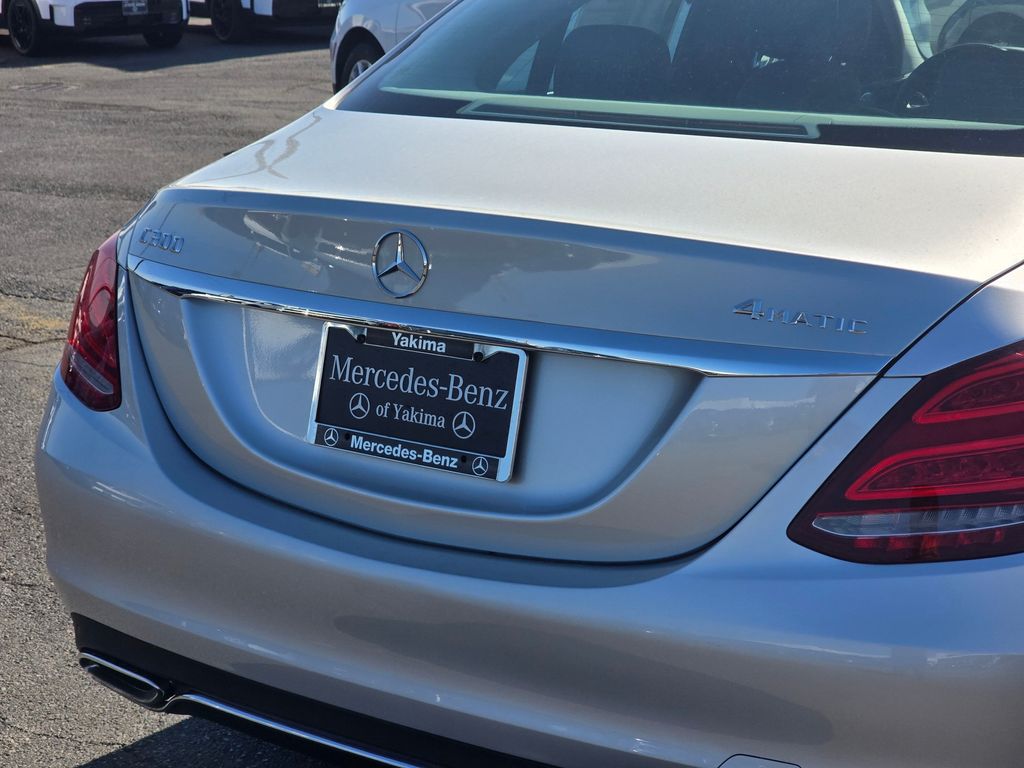 C300
4MATIC
Yakima
Mercedes-Benz
of Yakima
Mercedes-Benz